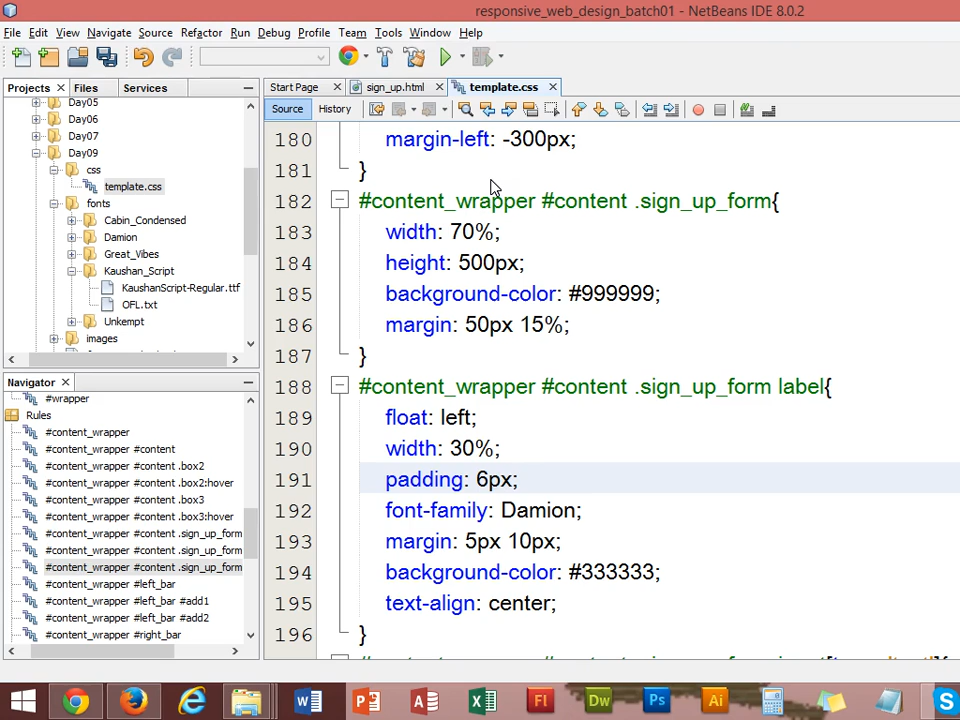 responsive_web_design_batch01 - NetBeans IDE 8.0.2
File Edit View Navigate Source Refactor Run Debug Profile Team Tools Window Help
Projects Files Services
Start Page sign_up.html template.css
Source History
Day05
Day06
Day07
Day09
css
template.css
fonts
Cabin_Condensed
Damion
Great_Vibes
Kaushan_Script
KaushanScript-Regular.ttf
OFL.txt
Unkempt
images
Navigator
#wrapper
Rules
#content_wrapper
#content_wrapper #content
#content_wrapper #content .box2
#content_wrapper #content .box2:hover
#content_wrapper #content .box3
#content_wrapper #content .box3:hover
#content_wrapper #content .sign_up_form
#content_wrapper #content .sign_up_form
#content_wrapper #content .sign_up_form
#content_wrapper #left_bar
#content_wrapper #left_bar #add1
#content_wrapper #left_bar #add2
#content_wrapper #right_bar
180 margin-left: -300px;
181 }
182 #content_wrapper #content .sign_up_form{
183 width: 70%;
184 height: 500px;
185 background-color: #999999;
186 margin: 50px 15%;
187 }
188 #content_wrapper #content .sign_up_form label{
189 float: left;
190 width: 30%;
191 padding: 6px;
192 font-family: Damion;
193 margin: 5px 10px;
194 background-color: #333333;
195 text-align: center;
196 }